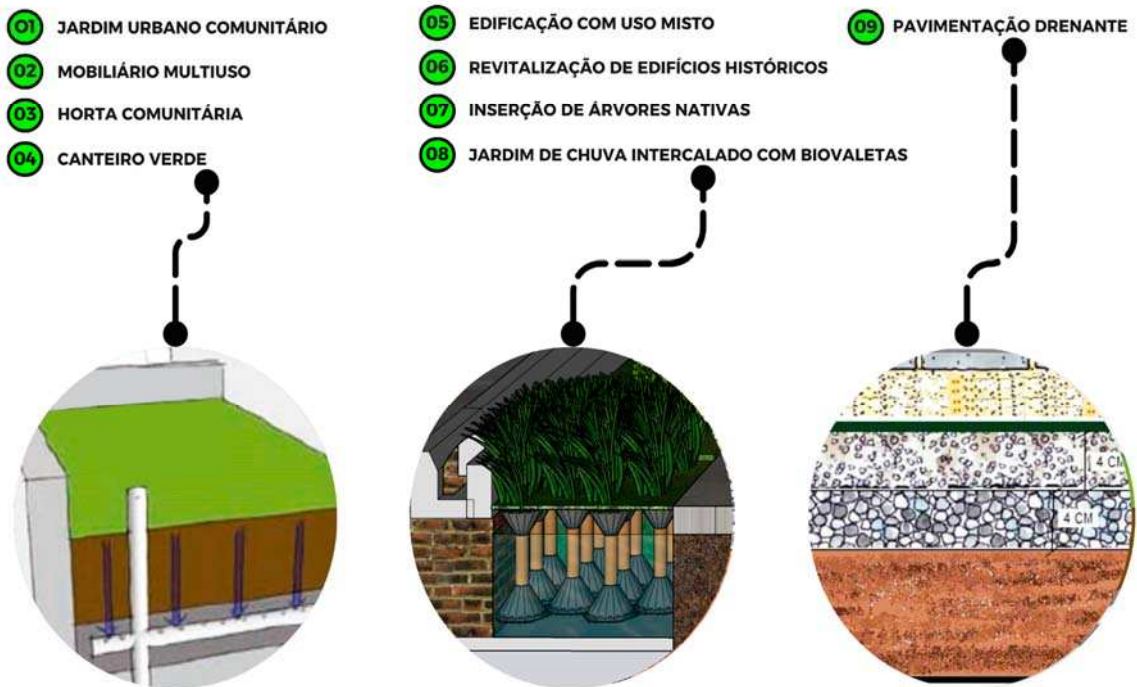 01 JARDIM URBANO COMUNITÁRIO
02 MOBILIÁRIO MULTIUSO
03 HORTA COMUNITÁRIA
04 CANTEIRO VERDE
05 EDIFICAÇÃO COM USO MISTO
06 REVITALIZAÇÃO DE EDIFÍCIOS HISTÓRICOS
07 INSERÇÃO DE ÁRVORES NATIVAS
08 JARDIM DE CHUVA INTERCALADO COM BIOVALETAS
09 PAVIMENTAÇÃO DRENANTE
4 CM
4 CM